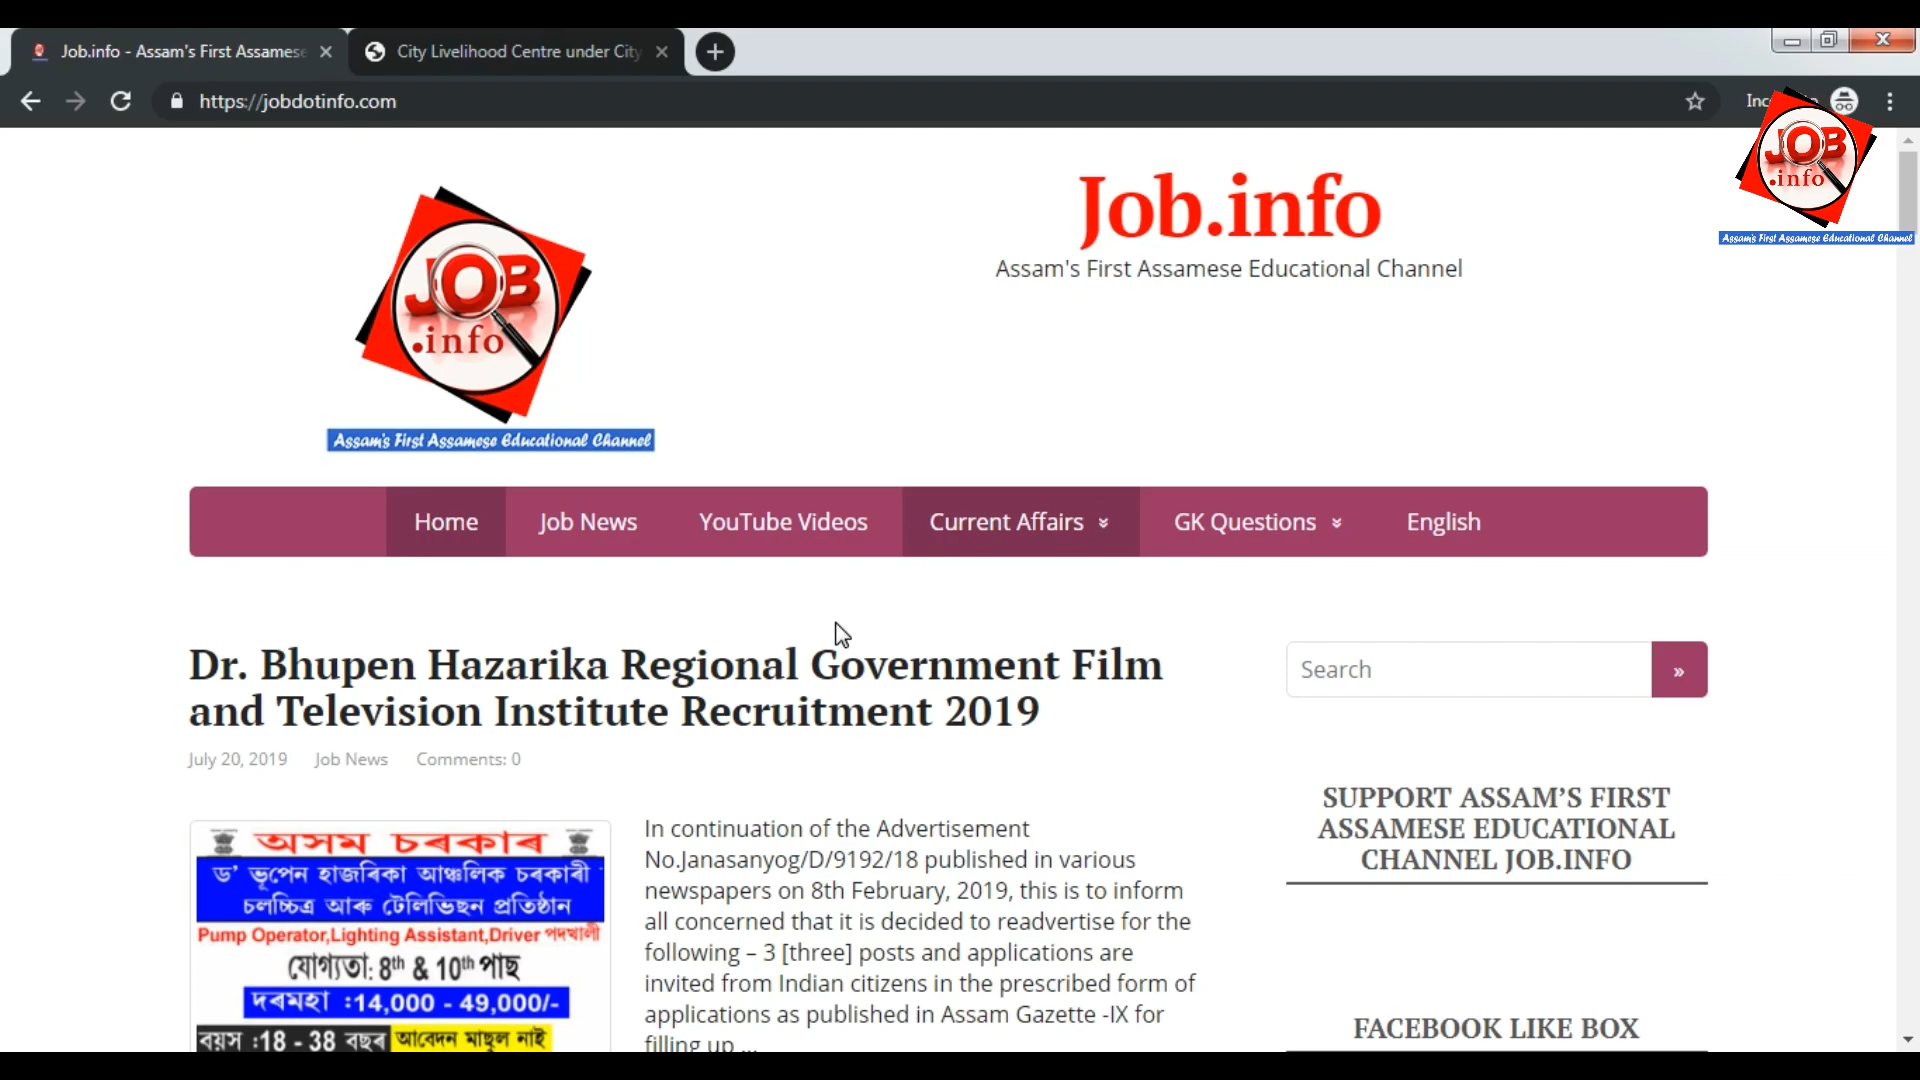 Job.info - Assam's First Assamese
City Livelihood Centre under City
https://jobdotinfo.com
JOB
.info
Assam's First Assamese Educational Channel
Job.info
Assam's First Assamese Educational Channel
JOB
.info
Assam's First Assamese Educational Channel
Home
Job News
YouTube Videos
Current Affairs
GK Questions
English
Dr. Bhupen Hazarika Regional Government Film
and Television Institute Recruitment 2019
July 20, 2019 Job News Comments: 0
অসম চৰকাৰ
ড' ভূপেন হাজৰিকা আঞ্চলিক চৰকাৰী
চলচ্চিত্ৰ আৰু টেলিভিছন প্ৰতিষ্ঠান
Pump Operator,Lighting Assistant,Driver পদখালী
যোগ্যতা: 8th & 10th পাছ
দৰমহা :14,000 - 49,000/-
বয়স :18 - 38 বছৰ আবেদন মাছুল নাই
In continuation of the Advertisement
No.Janasanyog/D/9192/18 published in various
newspapers on 8th February, 2019, this is to inform
all concerned that it is decided to readvertise for the
following – 3 [three] posts and applications are
invited from Indian citizens in the prescribed form of
applications as published in Assam Gazette -IX for
filling up ...
Search
»
SUPPORT ASSAM'S FIRST
ASSAMESE EDUCATIONAL
CHANNEL JOB.INFO
FACEBOOK LIKE BOX